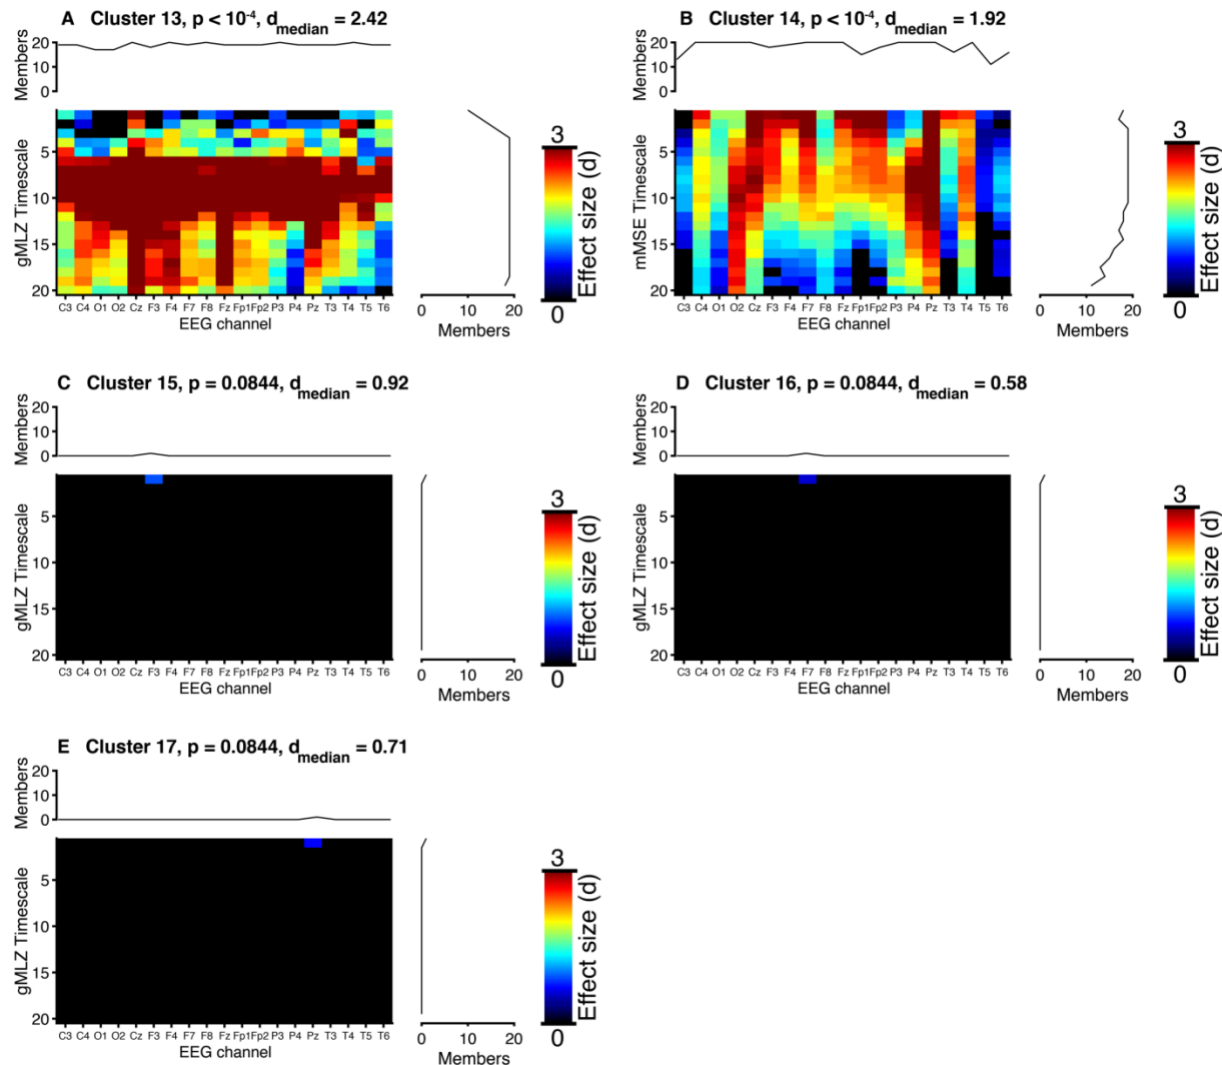 A Cluster 13, p < 10-4, dmedian = 2.42
Members
20
10
0
gMLZ Timescale
5
10
15
20
C3 C4 O1 O2 Cz F3 F4 F7 F8 Fz Fp1 Fp2 P3 P4 Pz T3 T4 T5 T6
EEG channel
0 10 20
Members
3
Effect size (d)
0
B Cluster 14, p < 10-4, dmedian = 1.92
Members
20
10
0
mMSE Timescale
5
10
15
20
C3 C4 O1 O2 Cz F3 F4 F7 F8 Fz Fp1 Fp2 P3 P4 Pz T3 T4 T5 T6
EEG channel
0 10 20
Members
3
Effect size (d)
0
C Cluster 15, p = 0.0844, dmedian = 0.92
Members
20
10
0
gMLZ Timescale
5
10
15
20
C3 C4 O1 O2 Cz F3 F4 F7 F8 Fz Fp1 Fp2 P3 P4 Pz T3 T4 T5 T6
EEG channel
0 10 20
Members
3
Effect size (d)
0
D Cluster 16, p = 0.0844, dmedian = 0.58
Members
20
10
0
gMLZ Timescale
5
10
15
20
C3 C4 O1 O2 Cz F3 F4 F7 F8 Fz Fp1 Fp2 P3 P4 Pz T3 T4 T5 T6
EEG channel
0 10 20
Members
3
Effect size (d)
0
E Cluster 17, p = 0.0844, dmedian = 0.71
Members
20
10
0
gMLZ Timescale
5
10
15
20
C3 C4 O1 O2 Cz F3 F4 F7 F8 Fz Fp1 Fp2 P3 P4 Pz T3 T4 T5 T6
EEG channel
0 10 20
Members
3
Effect size (d)
0